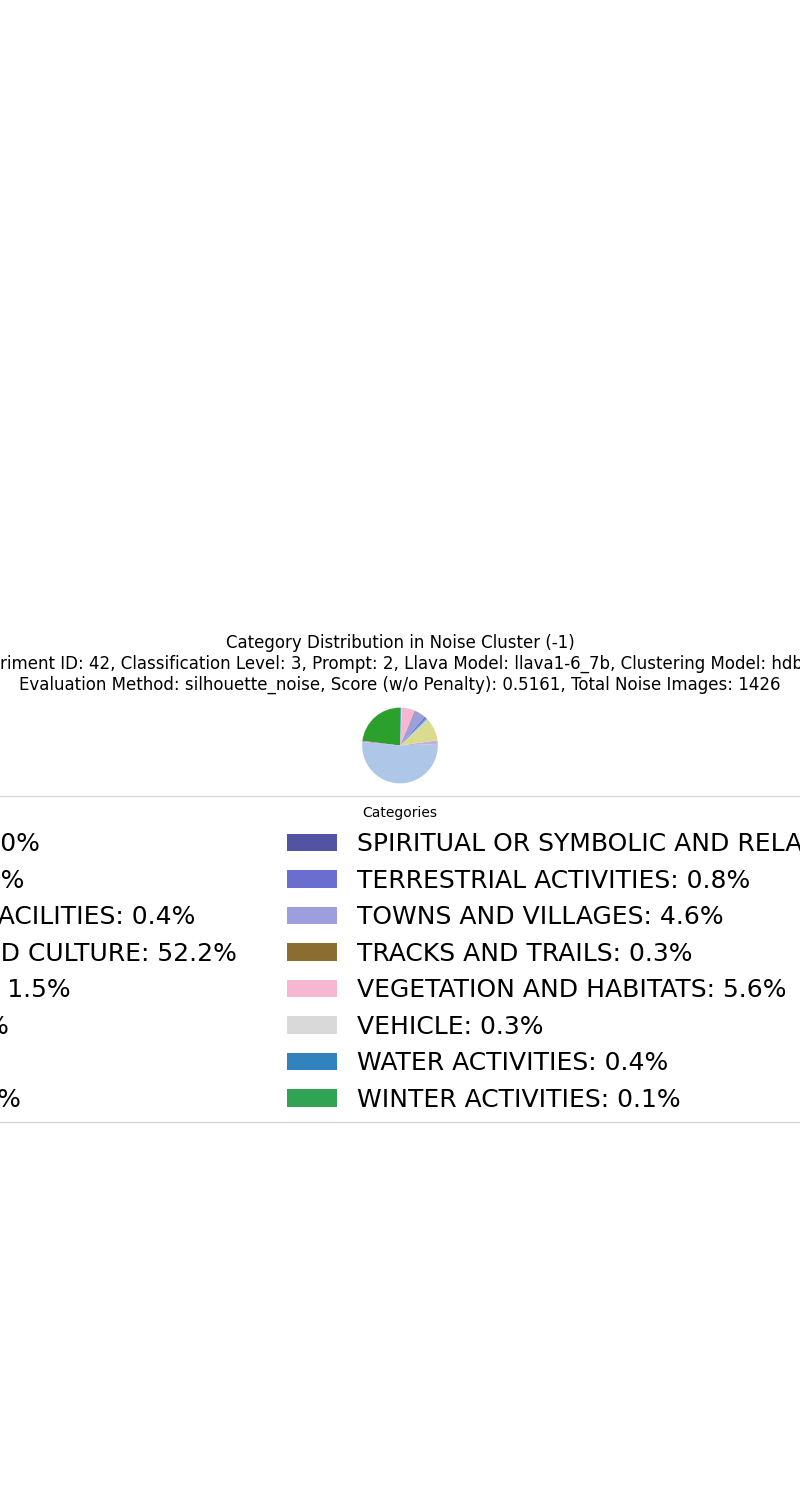 Category Distribution in Noise Cluster (-1)
riment ID: 42, Classification Level: 3, Prompt: 2, Llava Model: llava1-6_7b, Clustering Model: hdb
Evaluation Method: silhouette_noise, Score (w/o Penalty): 0.5161, Total Noise Images: 1426
Categories
0% SPIRITUAL OR SYMBOLIC AND RELA
% TERRESTRIAL ACTIVITIES: 0.8%
ACILITIES: 0.4% TOWNS AND VILLAGES: 4.6%
D CULTURE: 52.2% TRACKS AND TRAILS: 0.3%
1.5% VEGETATION AND HABITATS: 5.6%
% VEHICLE: 0.3%
WATER ACTIVITIES: 0.4%
% WINTER ACTIVITIES: 0.1%